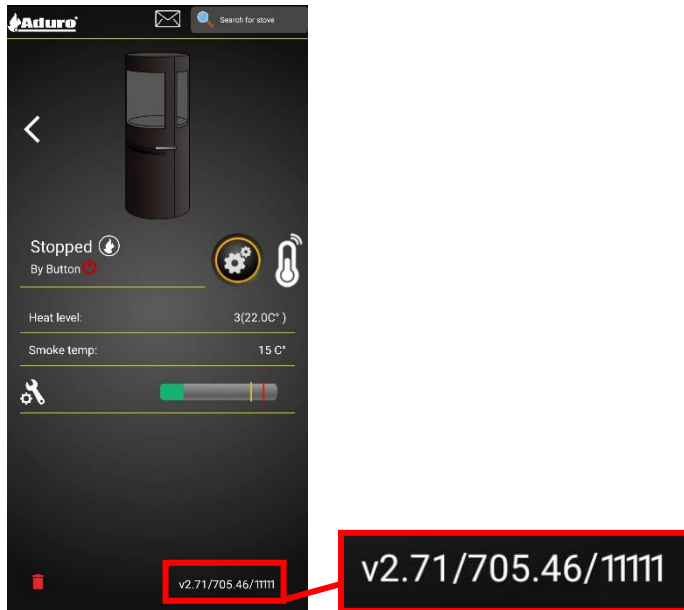 Aduro
Search for stove
Stopped
By Button
Heat level: 3(22.0C° )
Smoke temp: 15 C°
v2.71/705.46/11111
v2.71/705.46/11111